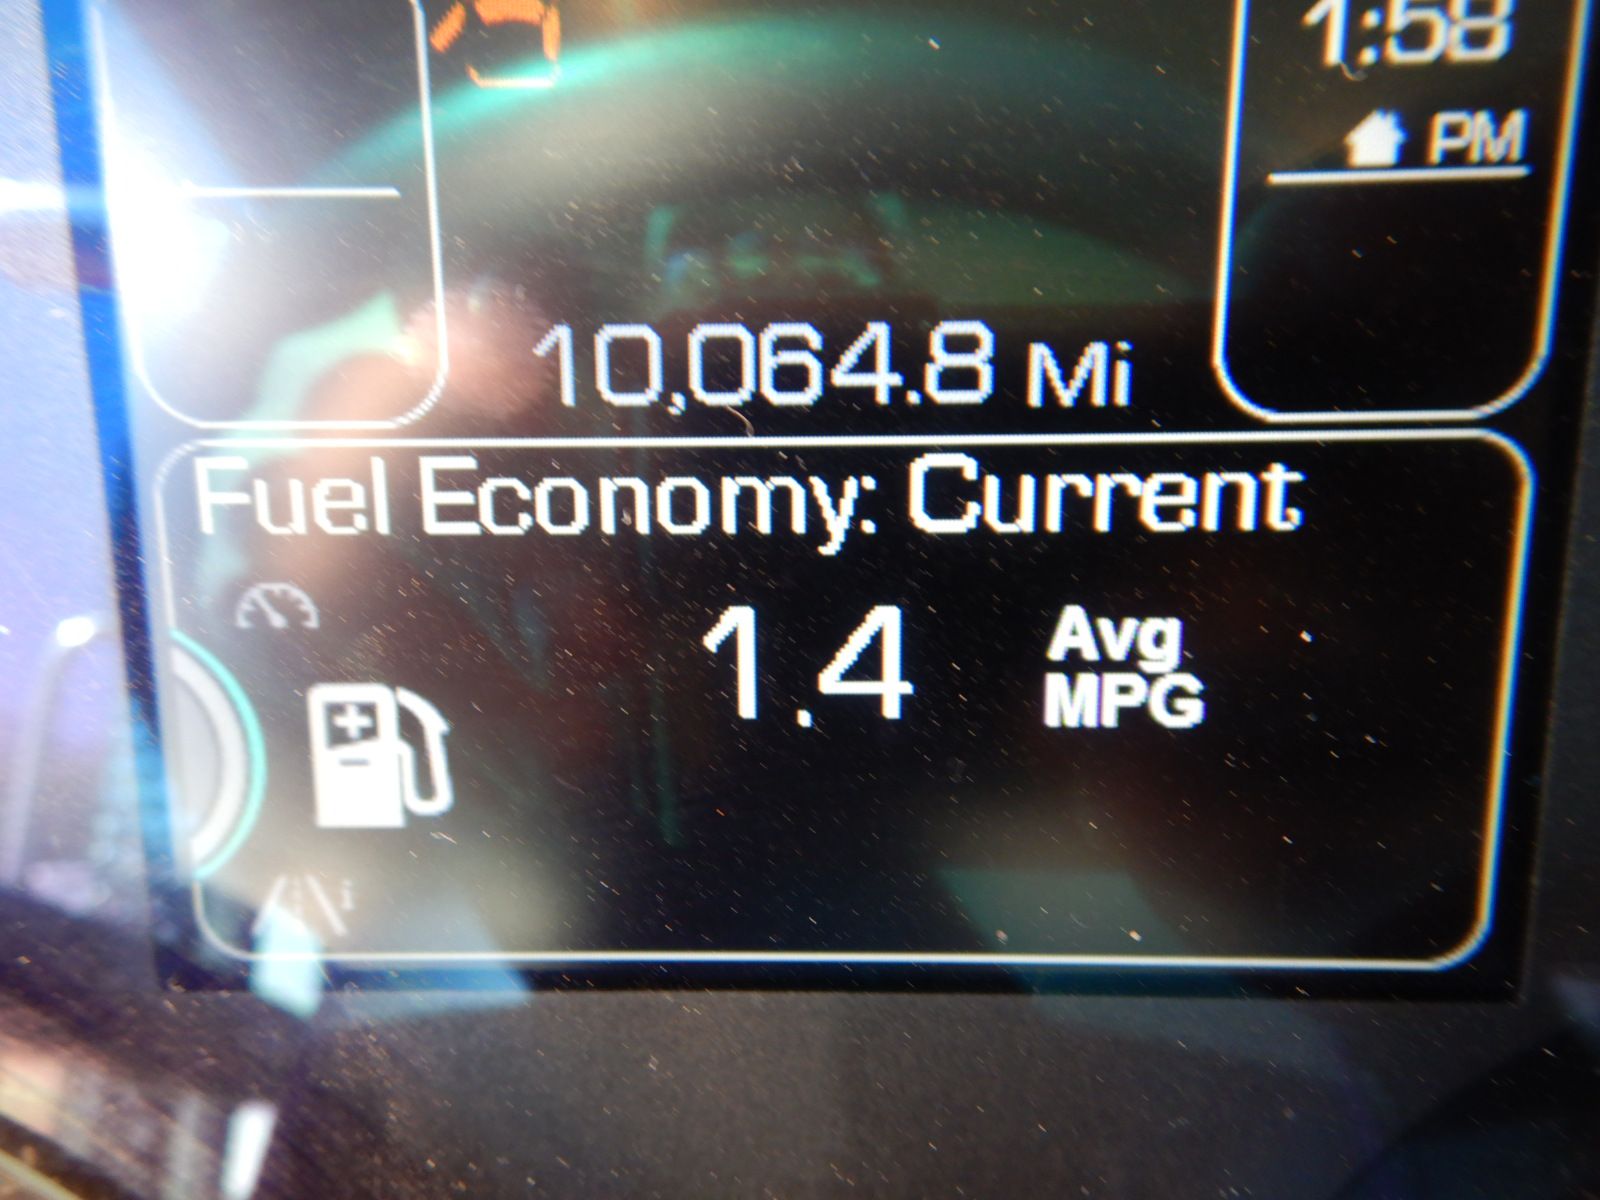 1:58
PM
10,064.8 Mi
Fuel Economy: Current
1.4 Avg
MPG